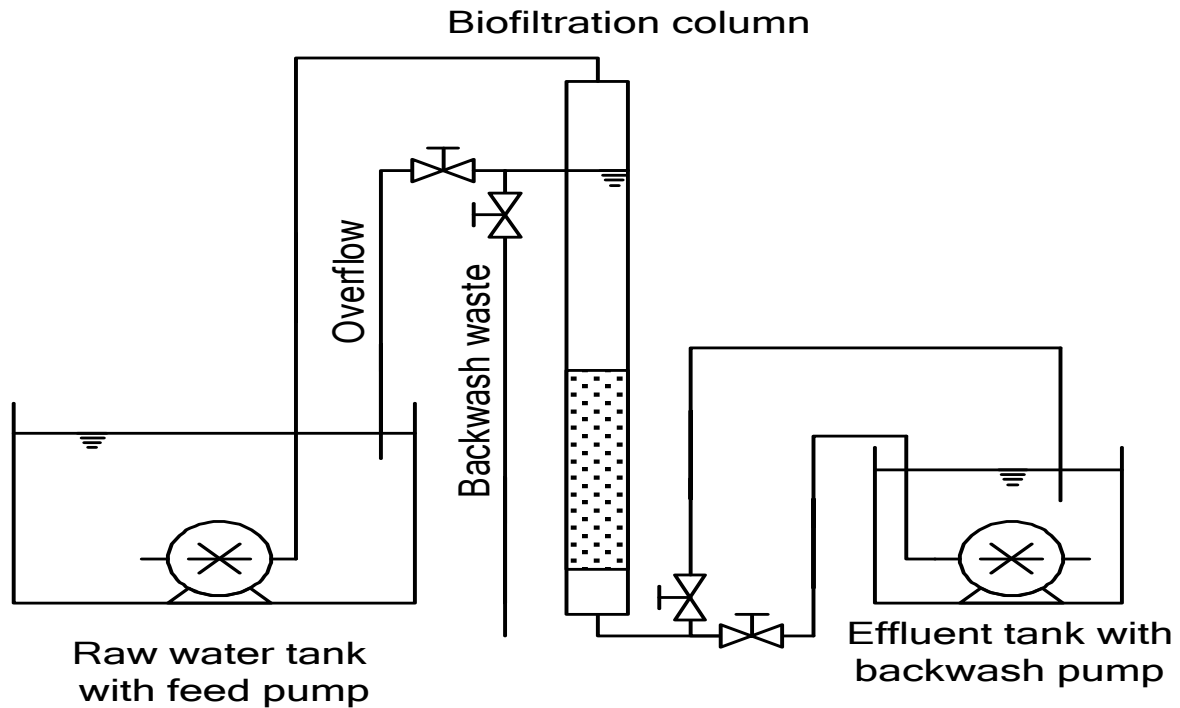 Biofiltration column
Overflow
Backwash waste
Raw water tank
with feed pump
Effluent tank with
backwash pump